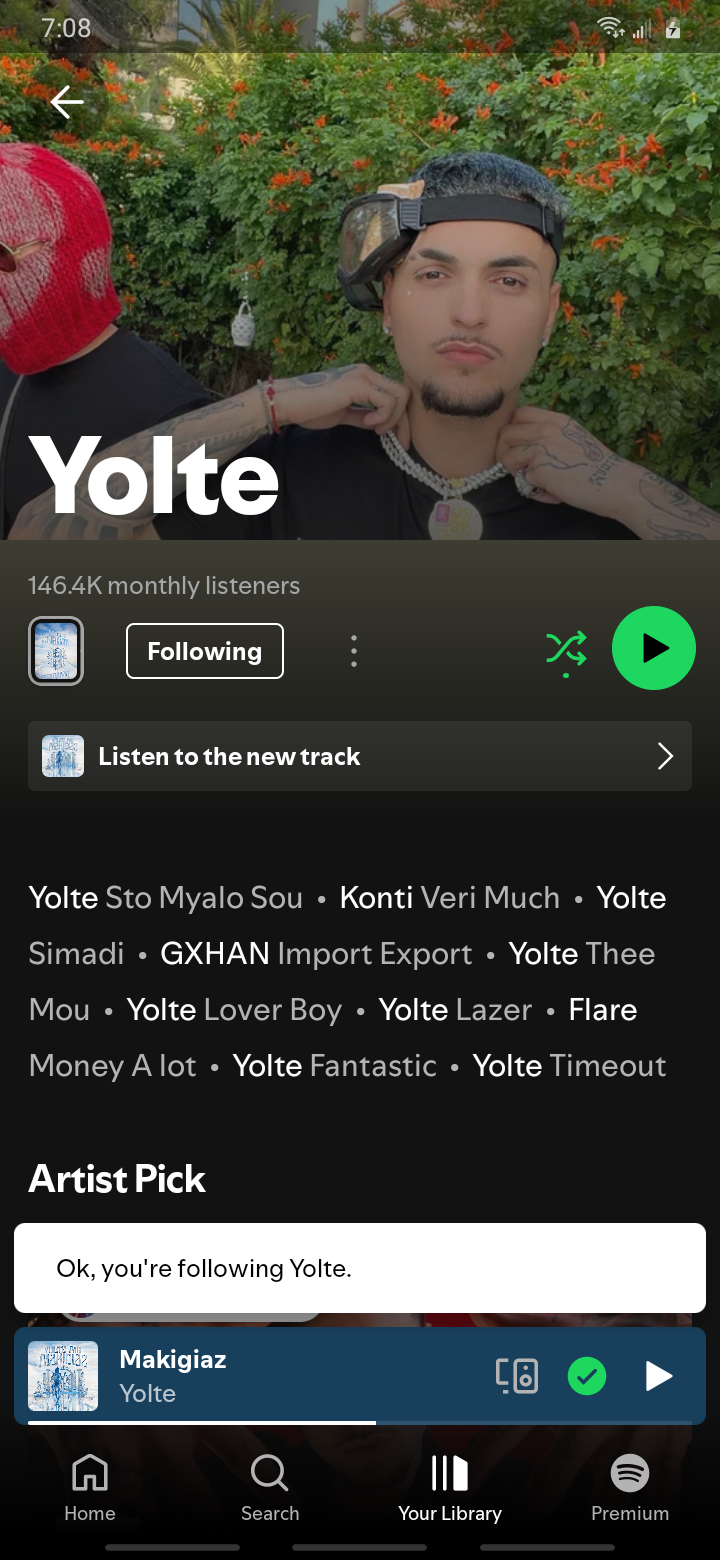 7:08
Yolte
146.4K monthly listeners
Following
Listen to the new track
Yolte Sto Myalo Sou • Konti Veri Much • Yolte
Simadi • GXHAN Import Export • Yolte Thee
Mou • Yolte Lover Boy • Yolte Lazer • Flare
Money A lot • Yolte Fantastic • Yolte Timeout
Artist Pick
Ok, you're following Yolte.
Makigiaz
Yolte
Home
Search
Your Library
Premium